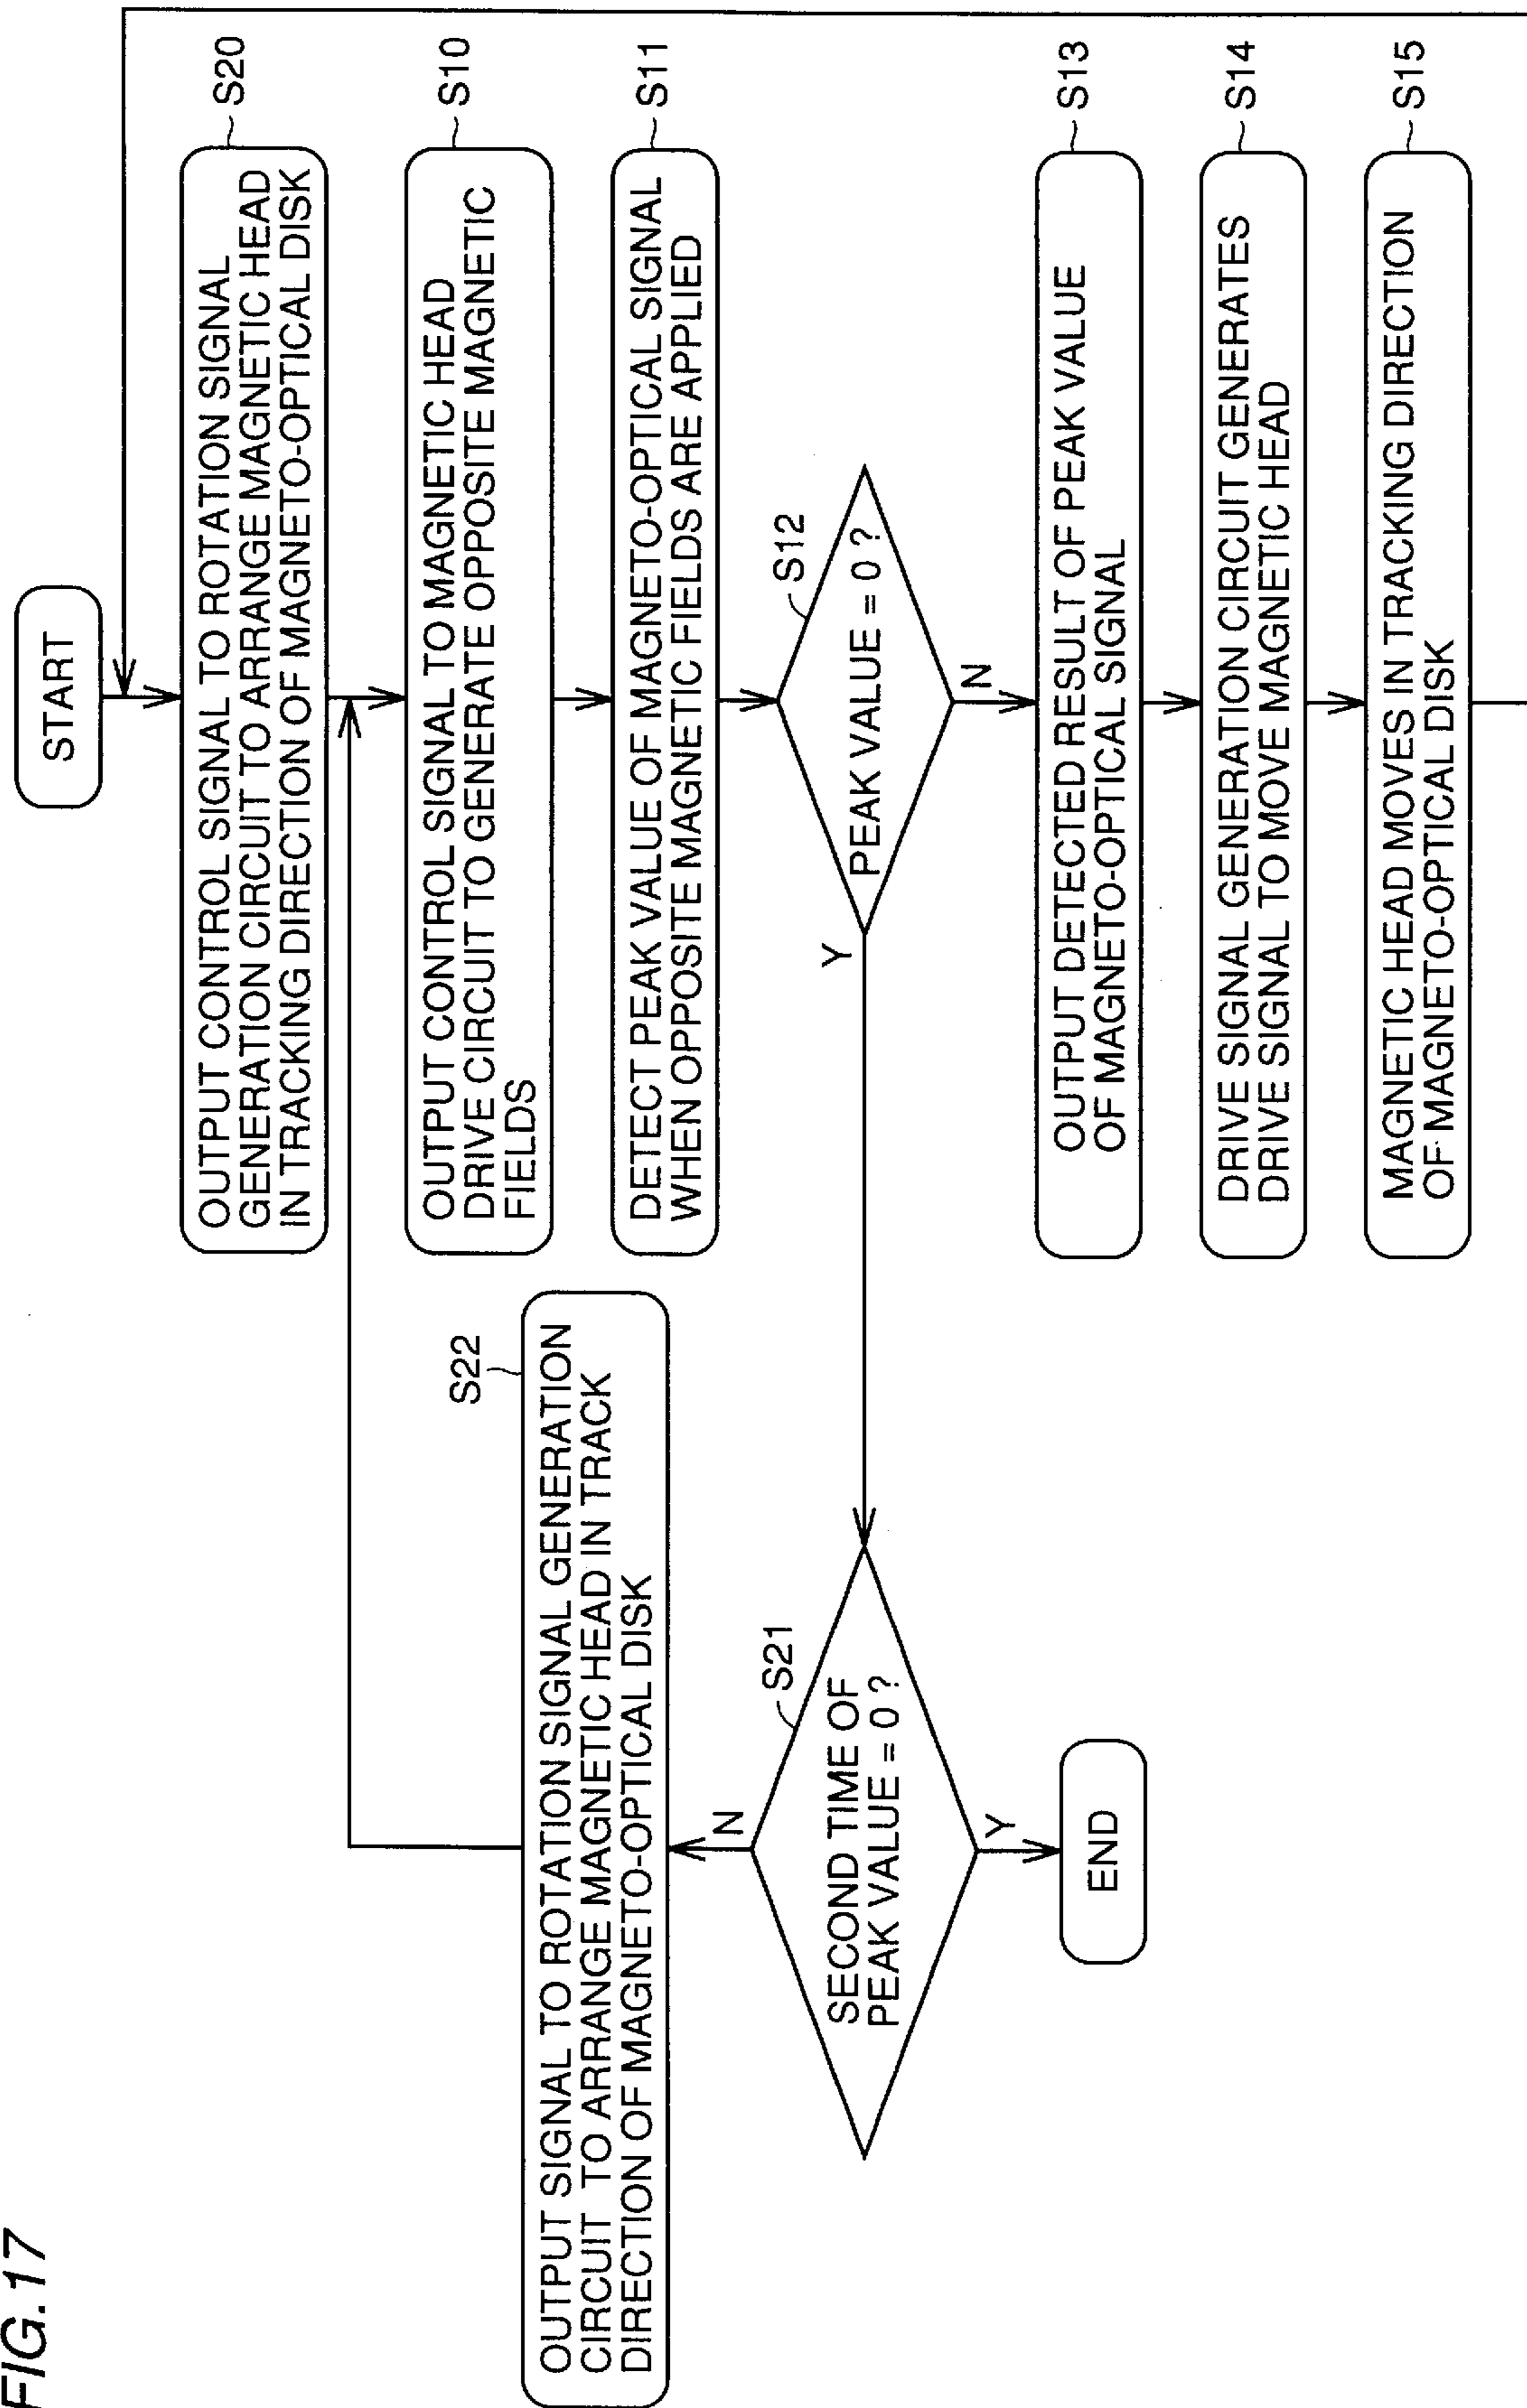 FIG.17
START
OUTPUT CONTROL SIGNAL TO ROTATION SIGNAL
GENERATION CIRCUIT TO ARRANGE MAGNETIC HEAD
IN TRACKING DIRECTION OF MAGNETO-OPTICAL DISK
S20
OUTPUT CONTROL SIGNAL TO MAGNETIC HEAD
DRIVE CIRCUIT TO GENERATE OPPOSITE MAGNETIC
FIELDS
S10
DETECT PEAK VALUE OF MAGNETO-OPTICAL SIGNAL
WHEN OPPOSITE MAGNETIC FIELDS ARE APPLIED
S11
S22
OUTPUT SIGNAL TO ROTATION SIGNAL GENERATION
CIRCUIT TO ARRANGE MAGNETIC HEAD IN TRACK
DIRECTION OF MAGNETO-OPTICAL DISK
S12
PEAK VALUE = 0 ?
Y
N
S21
SECOND TIME OF
PEAK VALUE = 0 ?
N
Y
END
OUTPUT DETECTED RESULT OF PEAK VALUE
OF MAGNETO-OPTICAL SIGNAL
S13
DRIVE SIGNAL GENERATION CIRCUIT GENERATES
DRIVE SIGNAL TO MOVE MAGNETIC HEAD
S14
MAGNETIC HEAD MOVES IN TRACKING DIRECTION
OF MAGNETO-OPTICAL DISK
S15